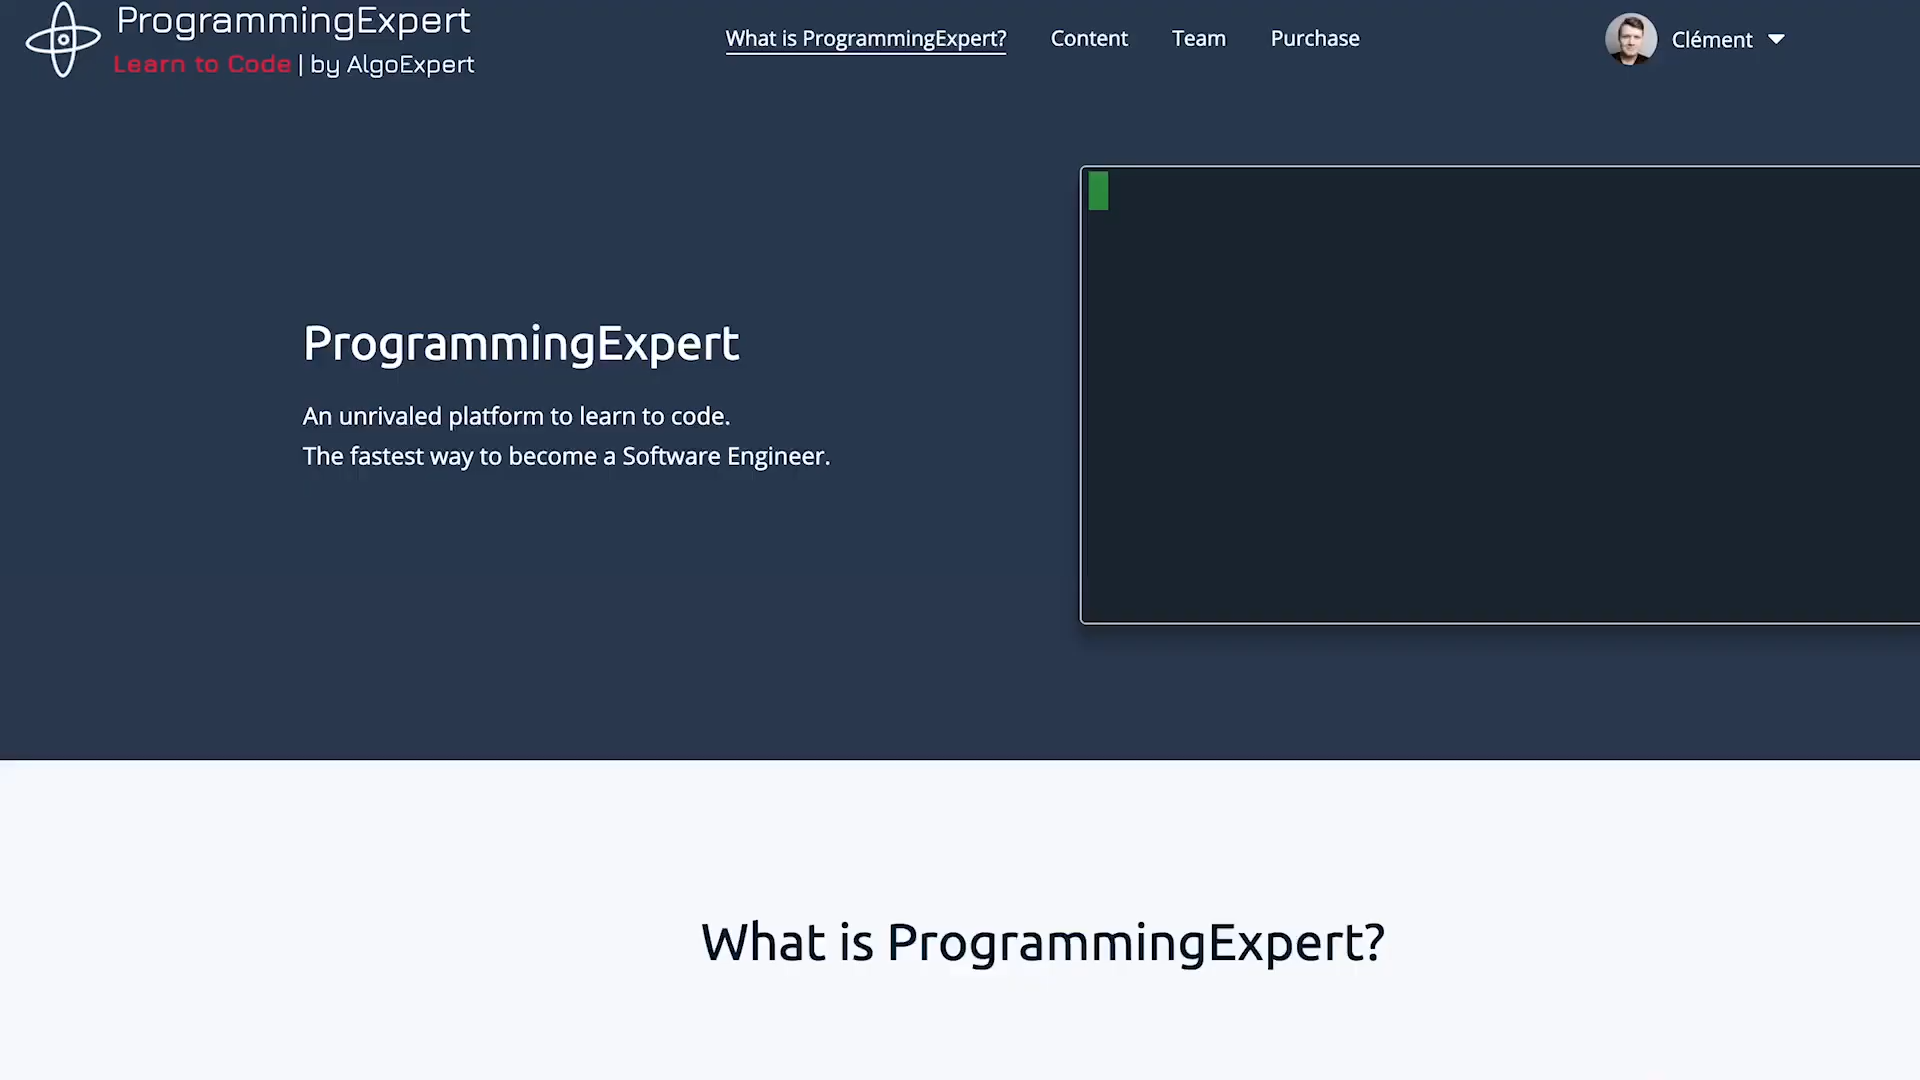 ProgrammingExpert
Learn to Code | by AlgoExpert
What is ProgrammingExpert?
Content
Team
Purchase
Clément
ProgrammingExpert
An unrivaled platform to learn to code.
The fastest way to become a Software Engineer.
What is ProgrammingExpert?